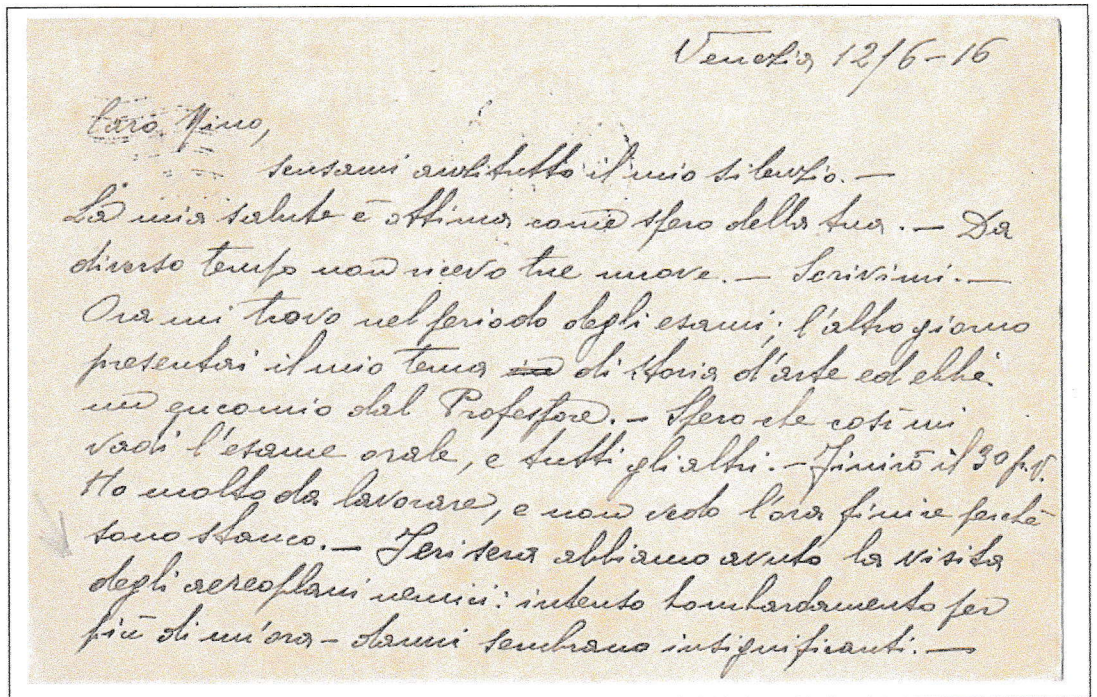 Venezia 12/6-16
Caro Nino,
scusami anzitutto il mio silenzio. —
La mia salute è ottima come spero della tua. — Da
diverso tempo non ricevo tue nuove. — Scrivimi. —
Ora mi trovo nel periodo degli esami; l'altro giorno
presentai il mio tema di storia d'arte ed ebbi
un encomio dal Professore. — Spero che così mi
vadi l'esame orale, e tutti gli altri. — Finirò il 30 p.v.
Ho molto da lavorare, e non vedo l'ora finire perchè
sono stanco. — Jeri sera abbiamo avuto la visita
degli aereoplani nemici: intenso bombardamento per
più di un'ora — danni sembrano insignificanti. —